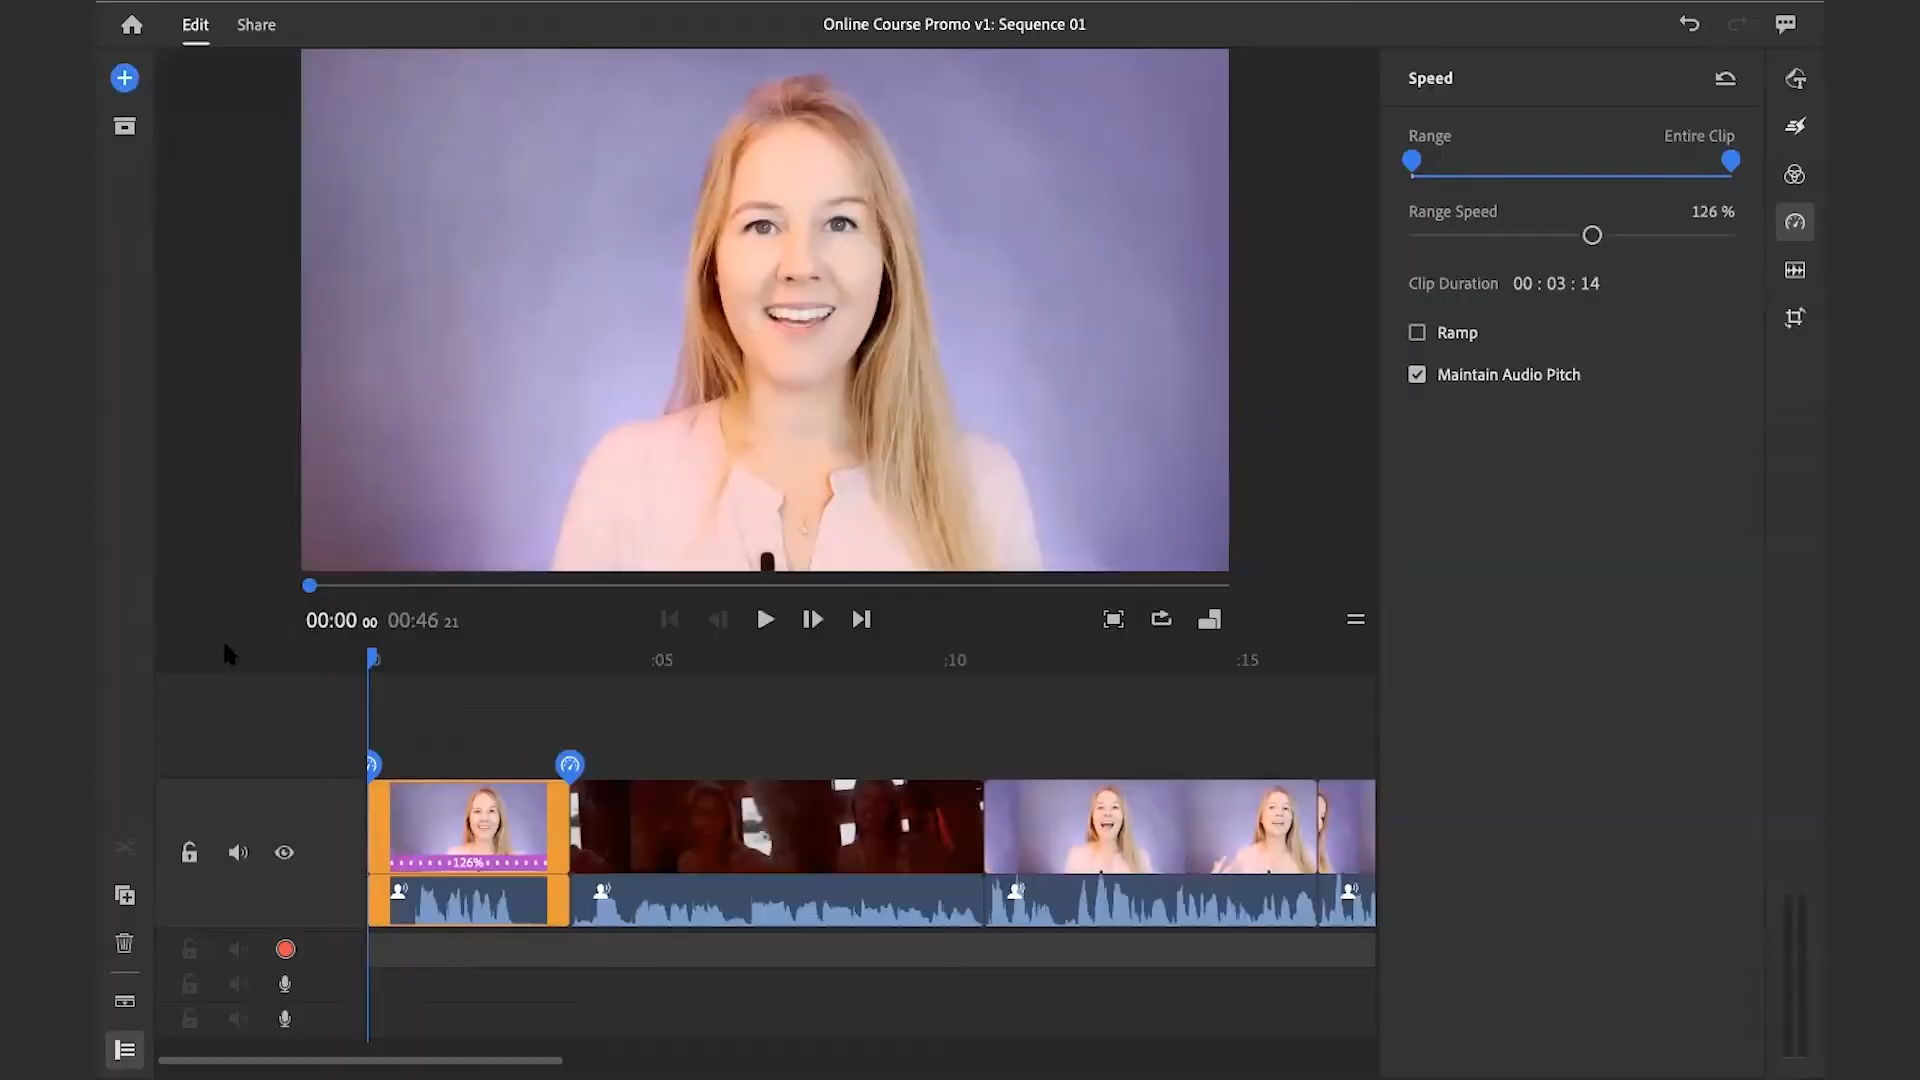 Edit
Share
Online Course Promo v1: Sequence 01
Speed
Range
Entire Clip
Range Speed
126 %
Clip Duration 00 : 03 : 14
Ramp
Maintain Audio Pitch
00:00 00 00:46 21
:05
:10
:15
126%